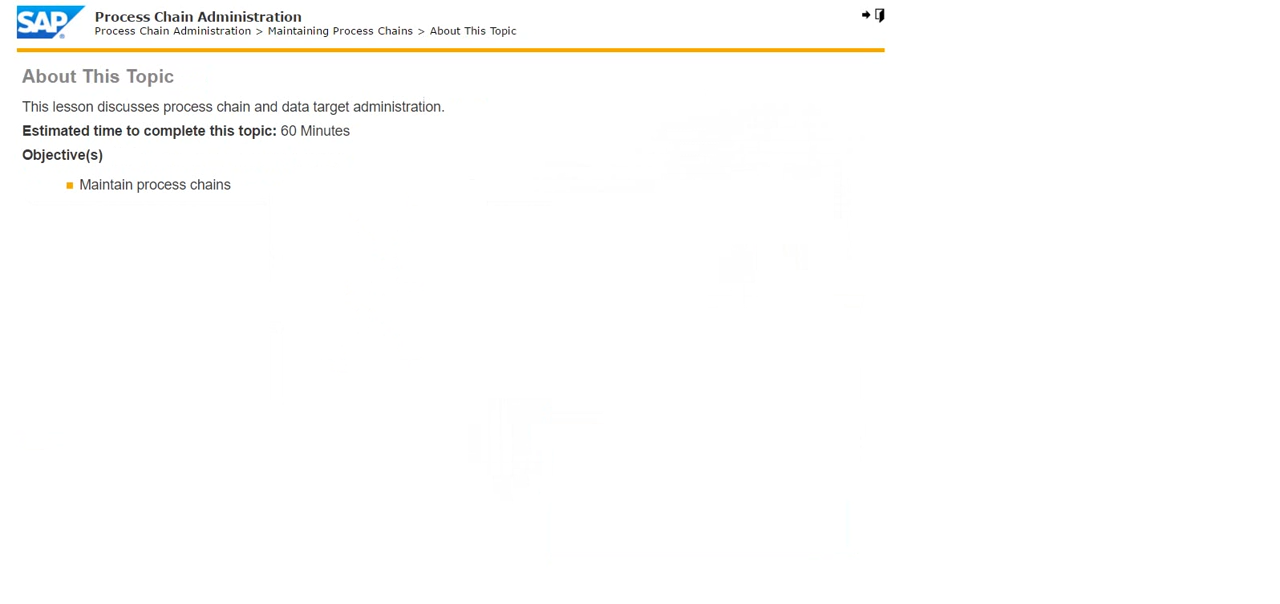 SAP
®
Process Chain Administration
Process Chain Administration > Maintaining Process Chains > About This Topic
About This Topic
This lesson discusses process chain and data target administration.
Estimated time to complete this topic: 60 Minutes
Objective(s)
Maintain process chains